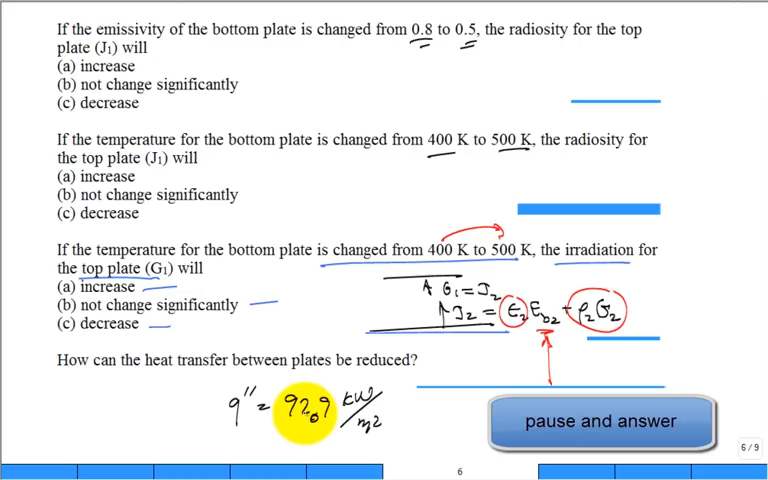 If the emissivity of the bottom plate is changed from 0.8 to 0.5, the radiosity for the top
plate (J₁) will
(a) increase
(b) not change significantly
(c) decrease
If the temperature for the bottom plate is changed from 400 K to 500 K, the radiosity for
the top plate (J₁) will
(a) increase
(b) not change significantly
(c) decrease
If the temperature for the bottom plate is changed from 400 K to 500 K, the irradiation for
the top plate (G₁) will
(a) increase
(b) not change significantly
(c) decrease
↑ G₁ = J₂
↑ J₂ = ε₂ E_b₂ + ρ₂ G₂
How can the heat transfer between plates be reduced?
q″ = 92.9 kW/m2
pause and answer
6 / 9
6